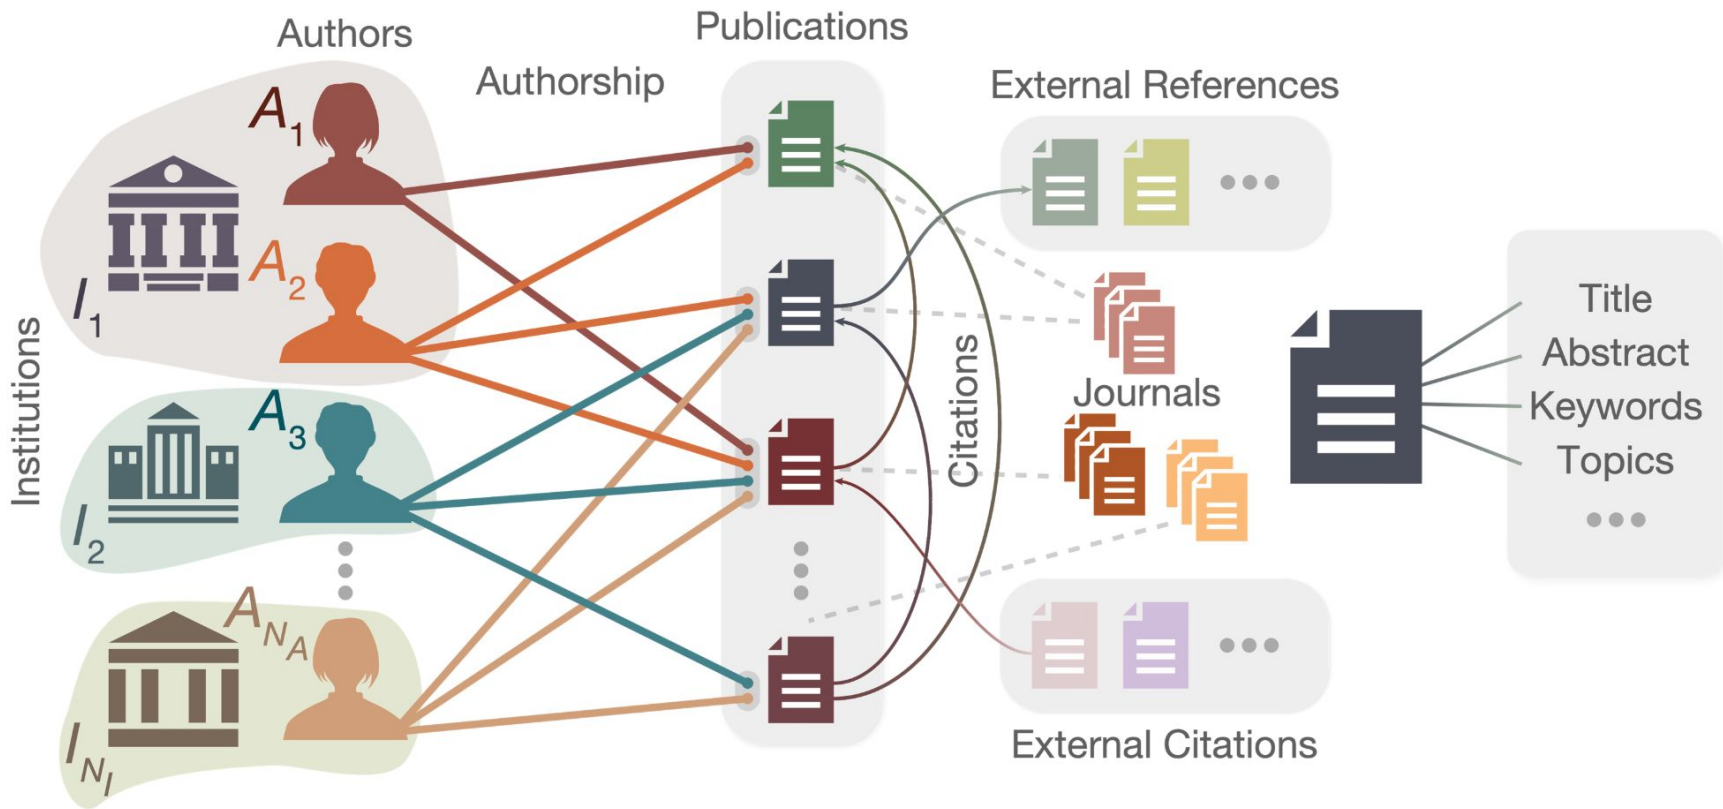 Publications
Authors
Authorship
External References
A1
A2
I1
Institutions
A3
I2
ANA
INI
Citations
Journals
External Citations
Title
Abstract
Keywords
Topics